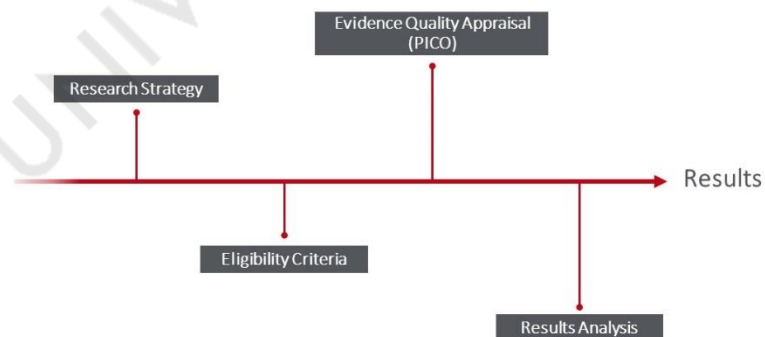 Evidence Quality Appraisal
(PICO)
Research Strategy
Results
Eligibility Criteria
Results Analysis